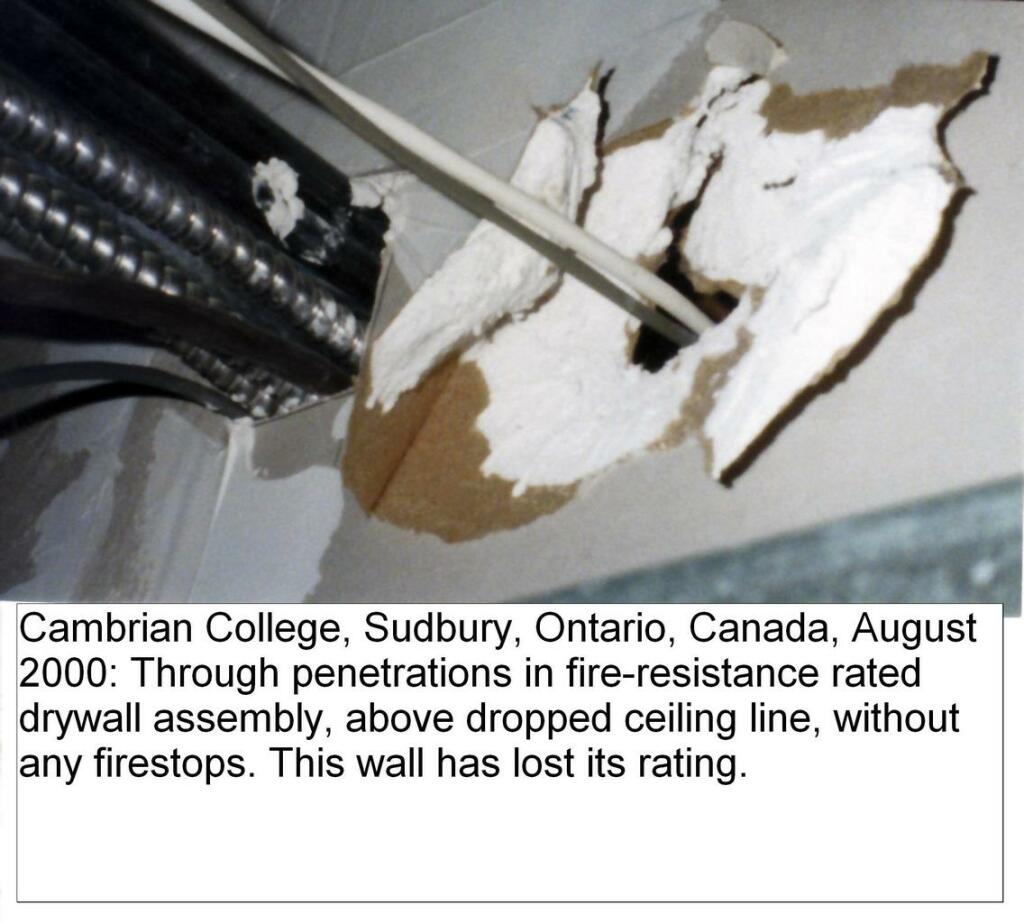 Cambrian College, Sudbury, Ontario, Canada, August
2000: Through penetrations in fire-resistance rated
drywall assembly, above dropped ceiling line, without
any firestops. This wall has lost its rating.